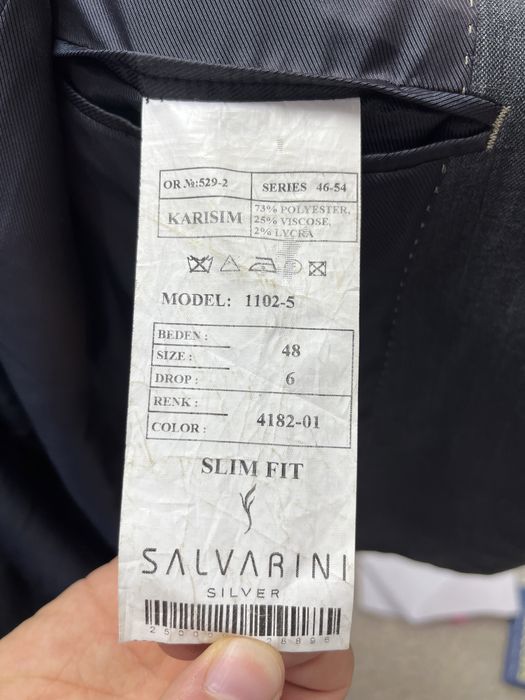 OR.№:529-2 SERIES 46-54
KARISIM 73% POLYESTER,
25% VISCOSE,
2% LYCRA
MODEL: 1102-5
BEDEN :
SIZE : 48
DROP : 6
RENK :
COLOR : 4182-01
SLIM FIT
SALVARINI
SILVER